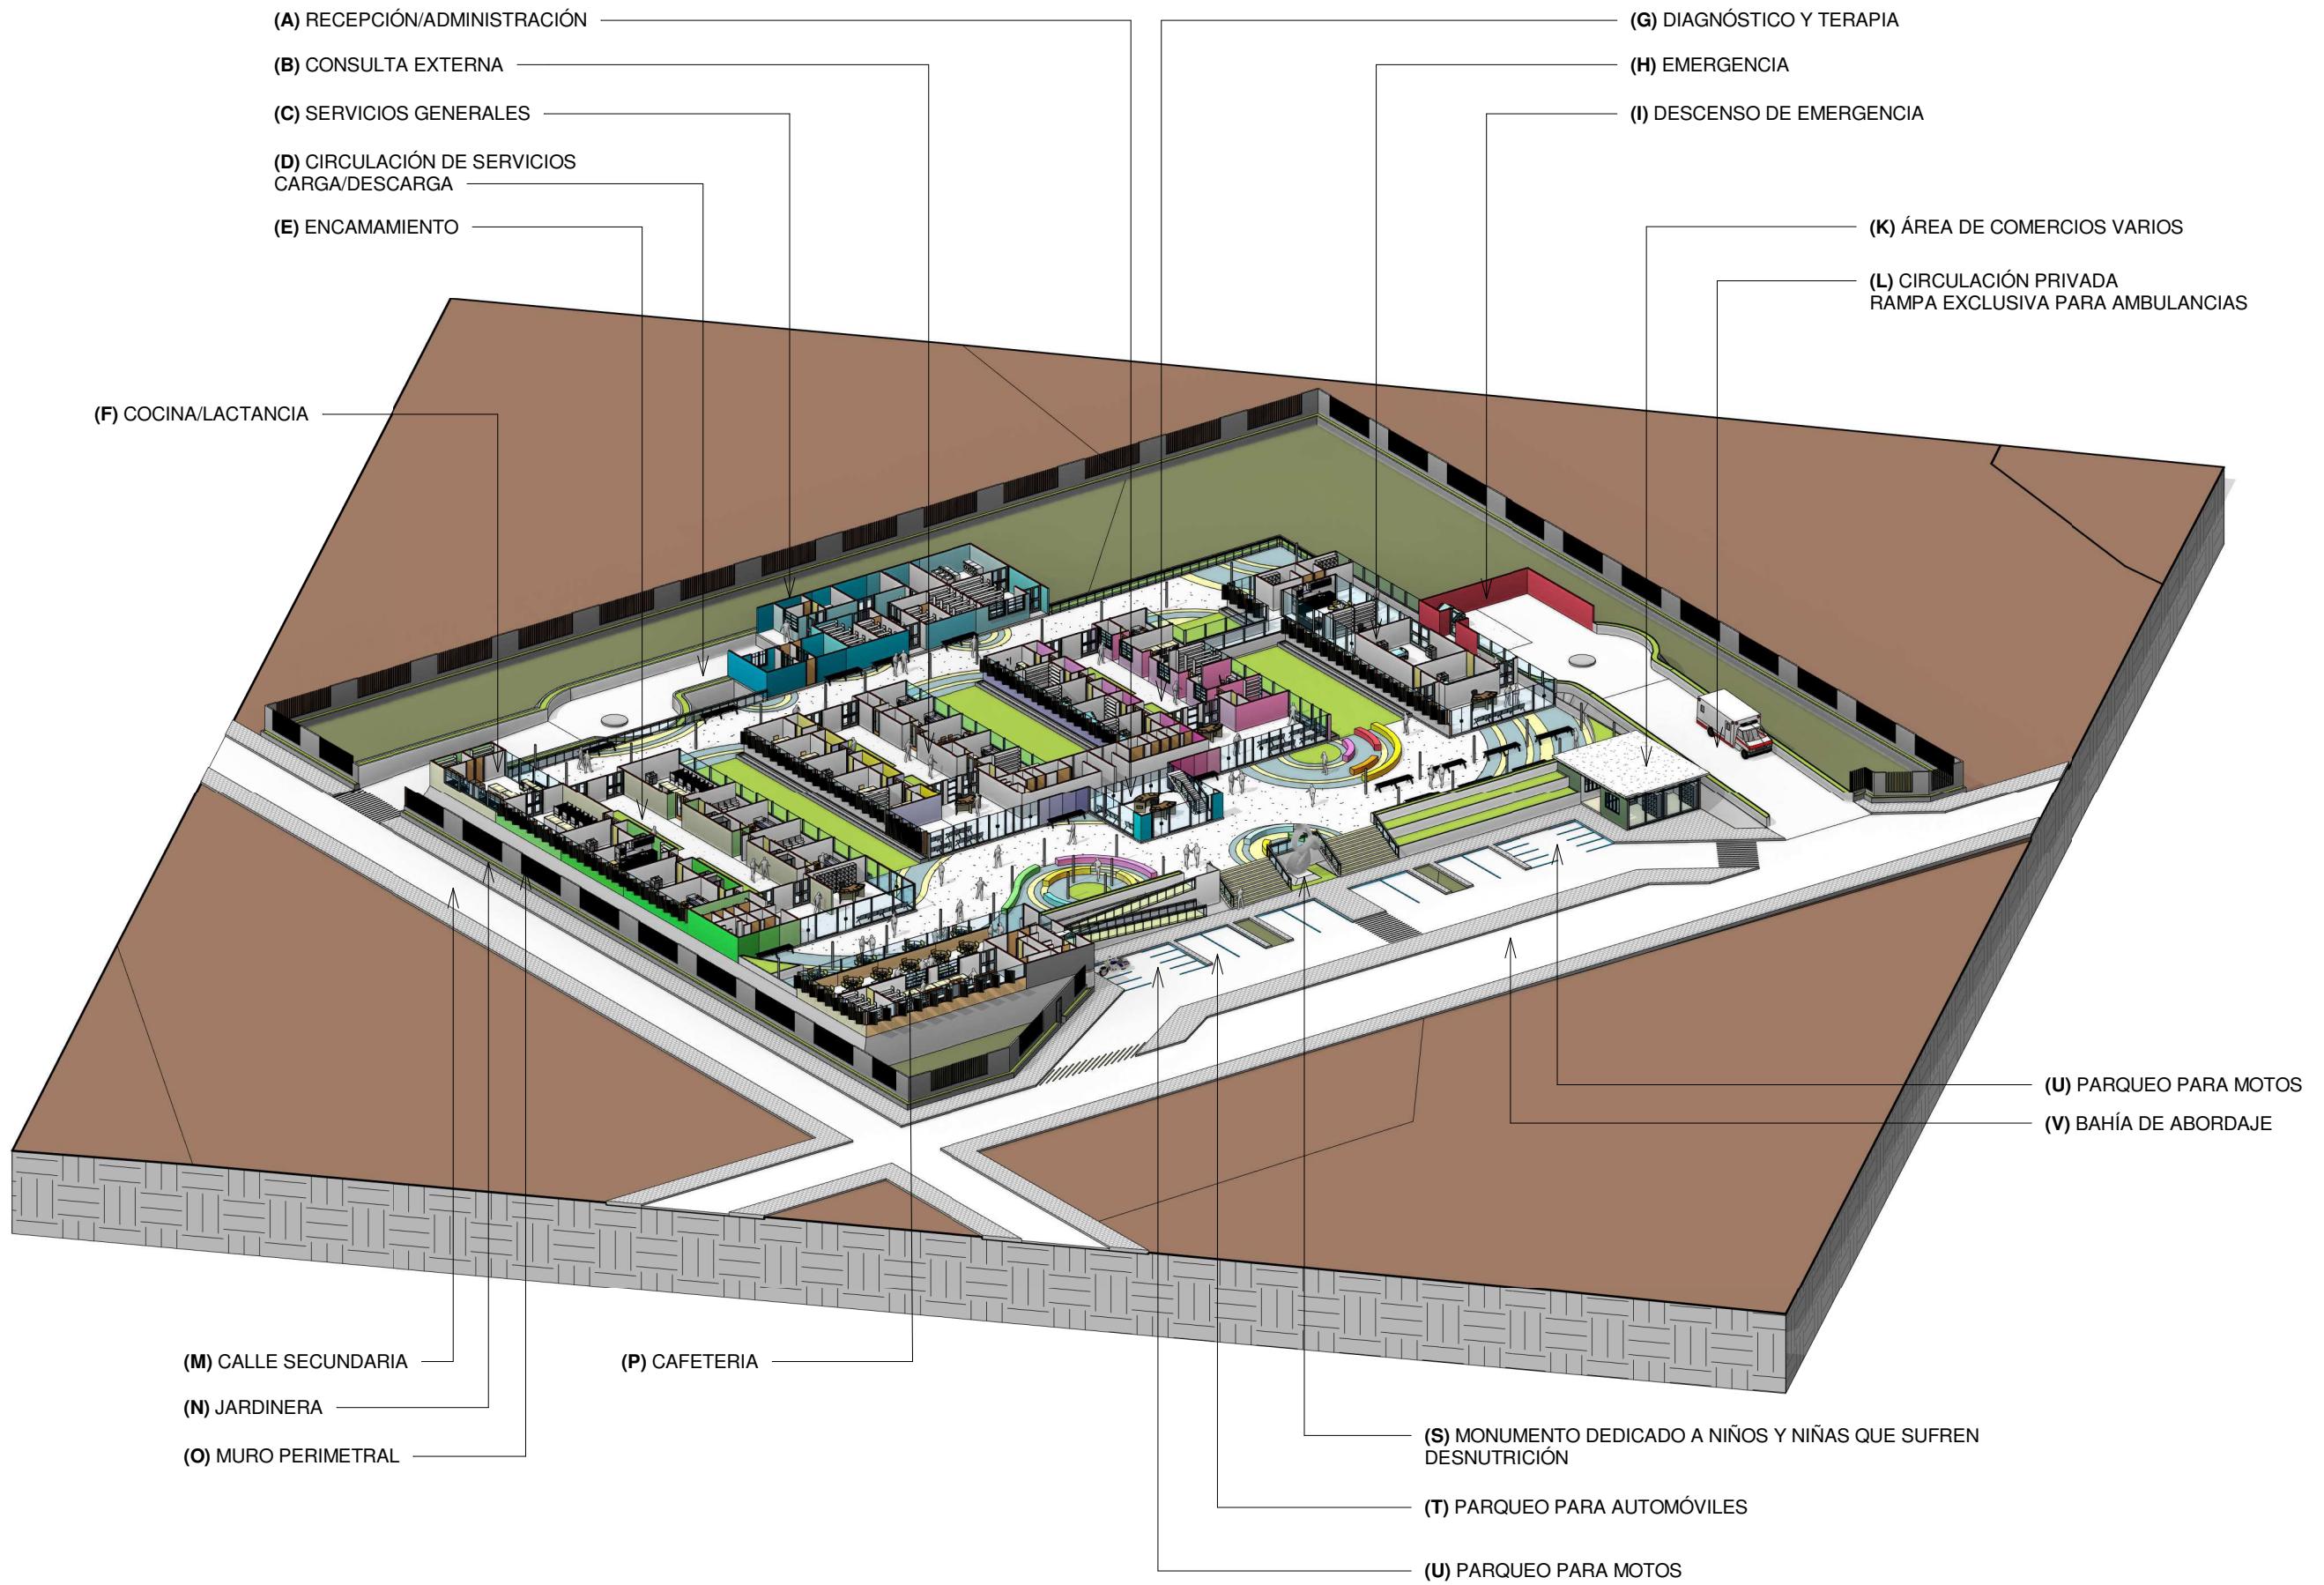 (A) RECEPCIÓN/ADMINISTRACIÓN
(B) CONSULTA EXTERNA
(C) SERVICIOS GENERALES
(D) CIRCULACIÓN DE SERVICIOS
CARGA/DESCARGA
(E) ENCAMAMIENTO
(F) COCINA/LACTANCIA
(G) DIAGNÓSTICO Y TERAPIA
(H) EMERGENCIA
(I) DESCENSO DE EMERGENCIA
(K) ÁREA DE COMERCIOS VARIOS
(L) CIRCULACIÓN PRIVADA
RAMPA EXCLUSIVA PARA AMBULANCIAS
(U) PARQUEO PARA MOTOS
(V) BAHÍA DE ABORDAJE
(M) CALLE SECUNDARIA
(N) JARDINERA
(O) MURO PERIMETRAL
(P) CAFETERIA
(S) MONUMENTO DEDICADO A NIÑOS Y NIÑAS QUE SUFREN
DESNUTRICIÓN
(T) PARQUEO PARA AUTOMÓVILES
(U) PARQUEO PARA MOTOS